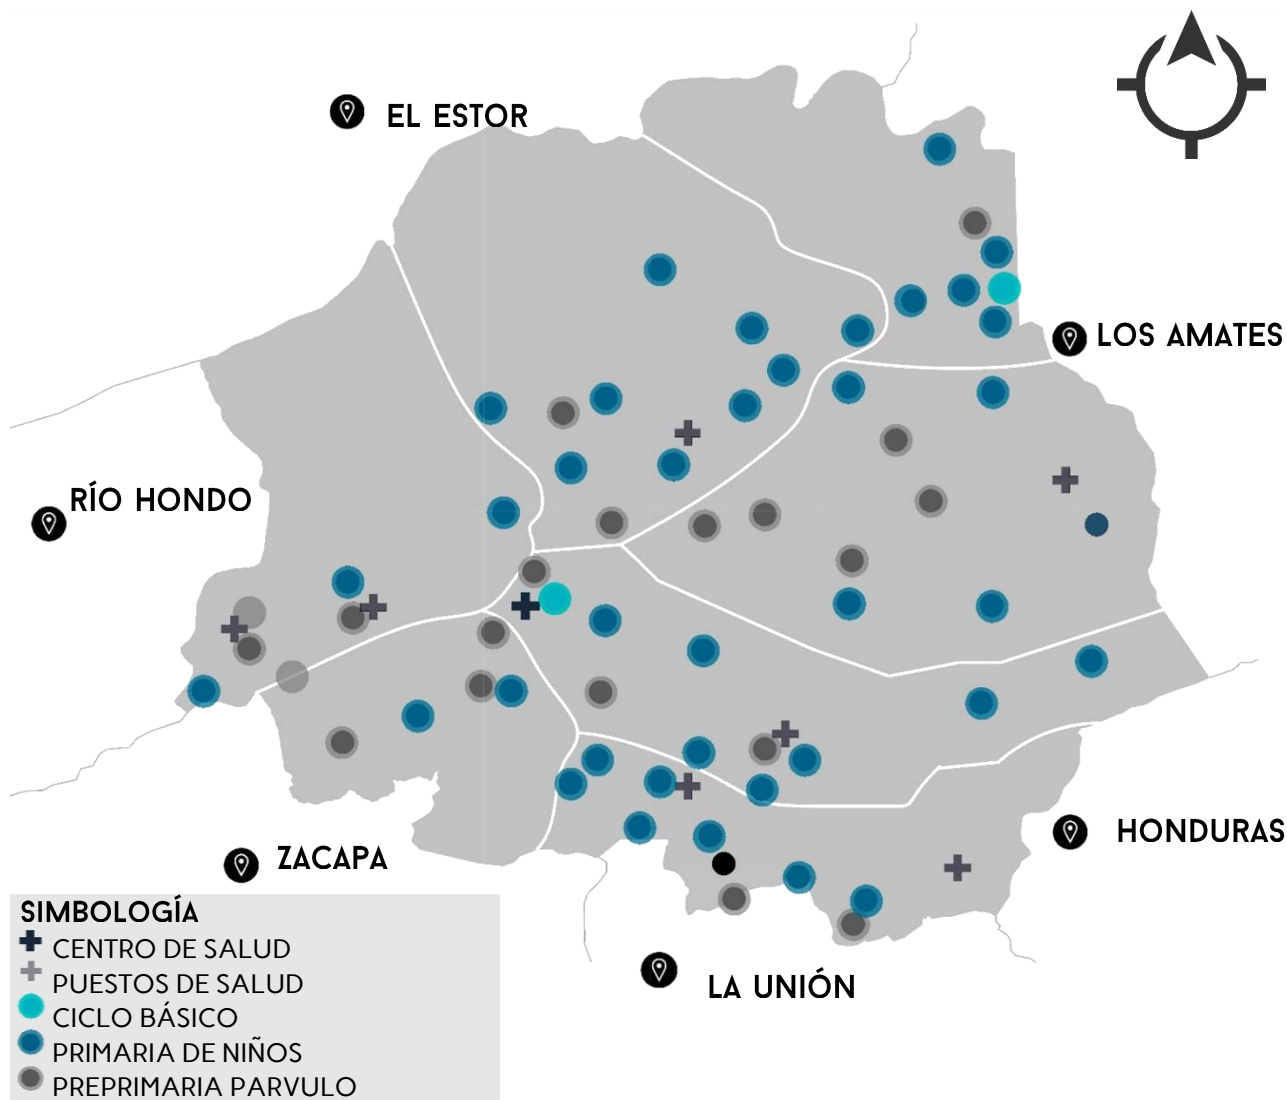 EL ESTOR
LOS AMATES
RÍO HONDO
HONDURAS
ZACAPA
LA UNIÓN
SIMBOLOGÍA
CENTRO DE SALUD
PUESTOS DE SALUD
CICLO BÁSICO
PRIMARIA DE NIÑOS
PREPRIMARIA PARVULO